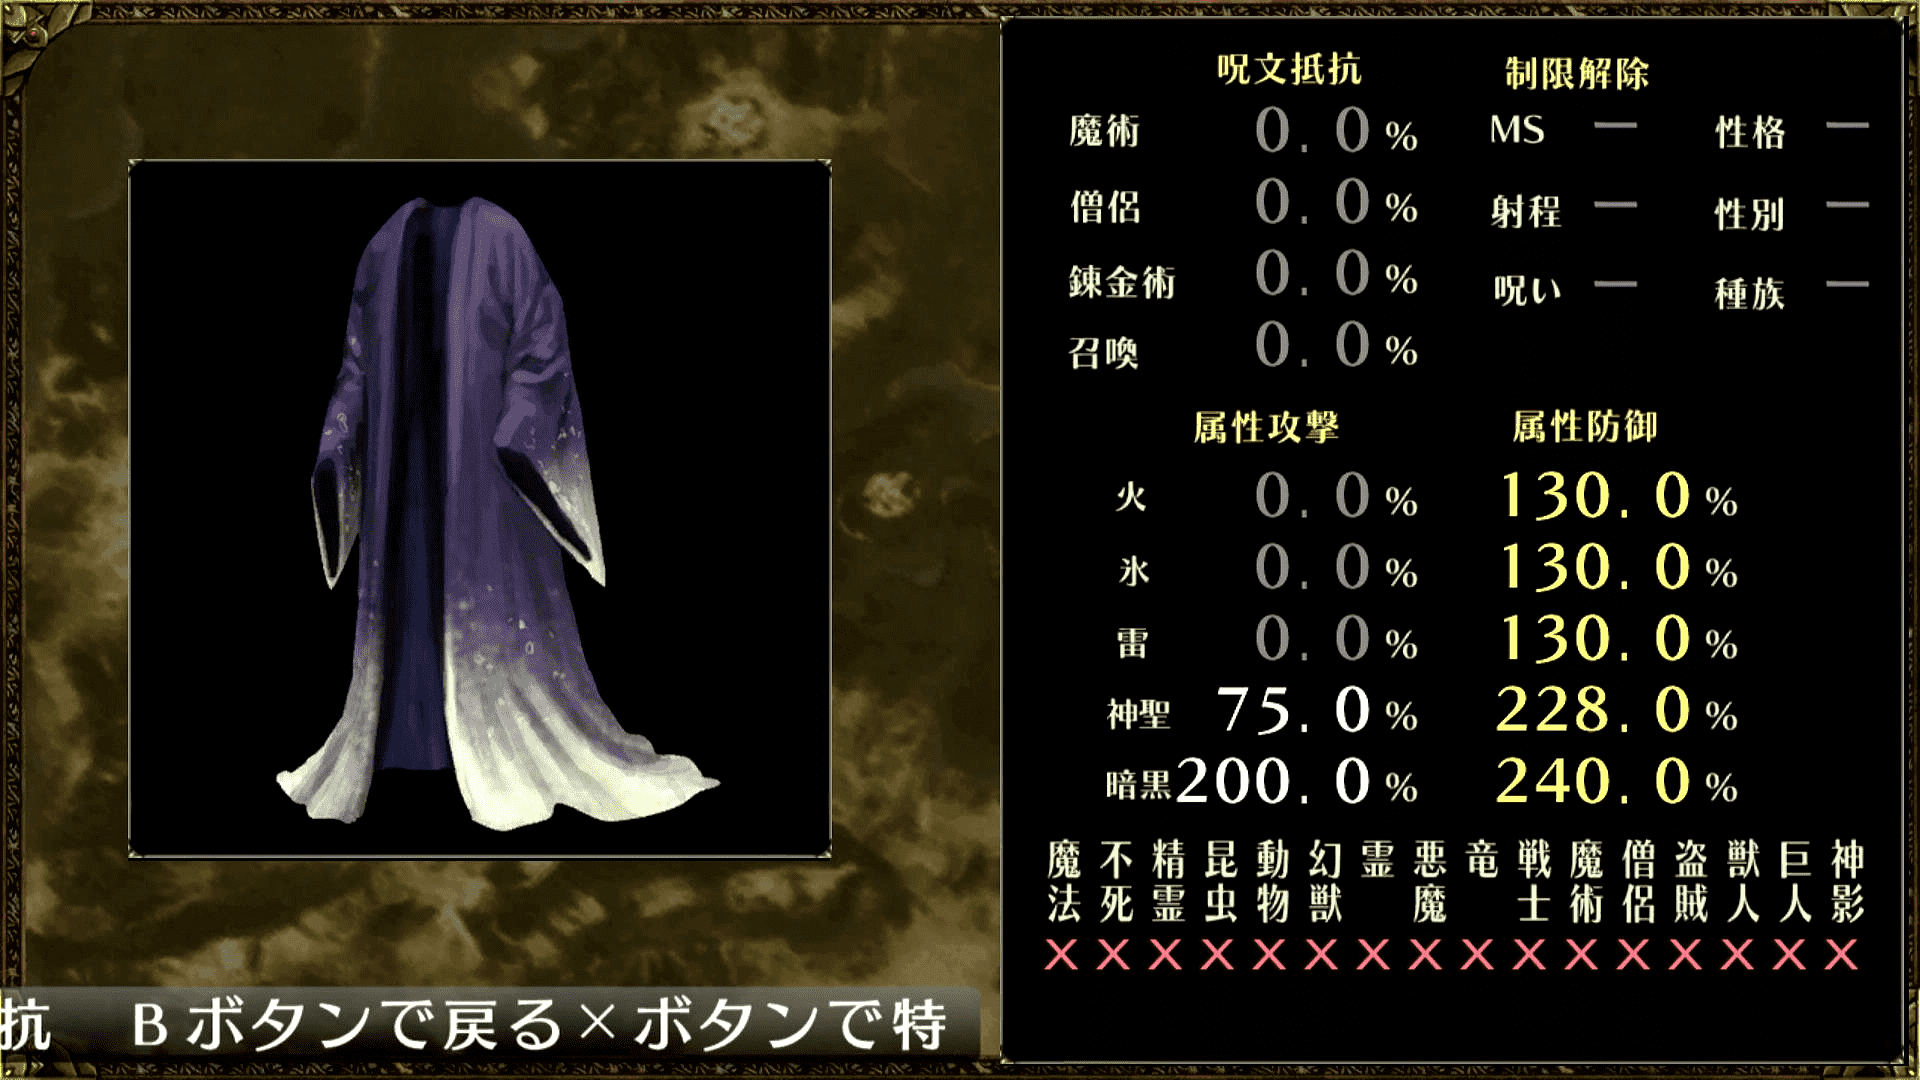 呪文抵抗 制限解除
魔術 0.0% MS — 性格 —
僧侶 0.0% 射程 — 性別 —
錬金術 0.0% 呪い — 種族 —
召喚 0.0%
属性攻撃 属性防御
火 0.0% 130.0%
氷 0.0% 130.0%
雷 0.0% 130.0%
神聖 75.0% 228.0%
暗黒 200.0% 240.0%
魔法 不死 精霊 昆虫 動物 幻獣 霊 悪魔 竜 戦士 魔術 僧侶 盗賊 獣人 巨人 神影
× × × × × × × × × × × × × × × ×
抗 Bボタンで戻る×ボタンで特